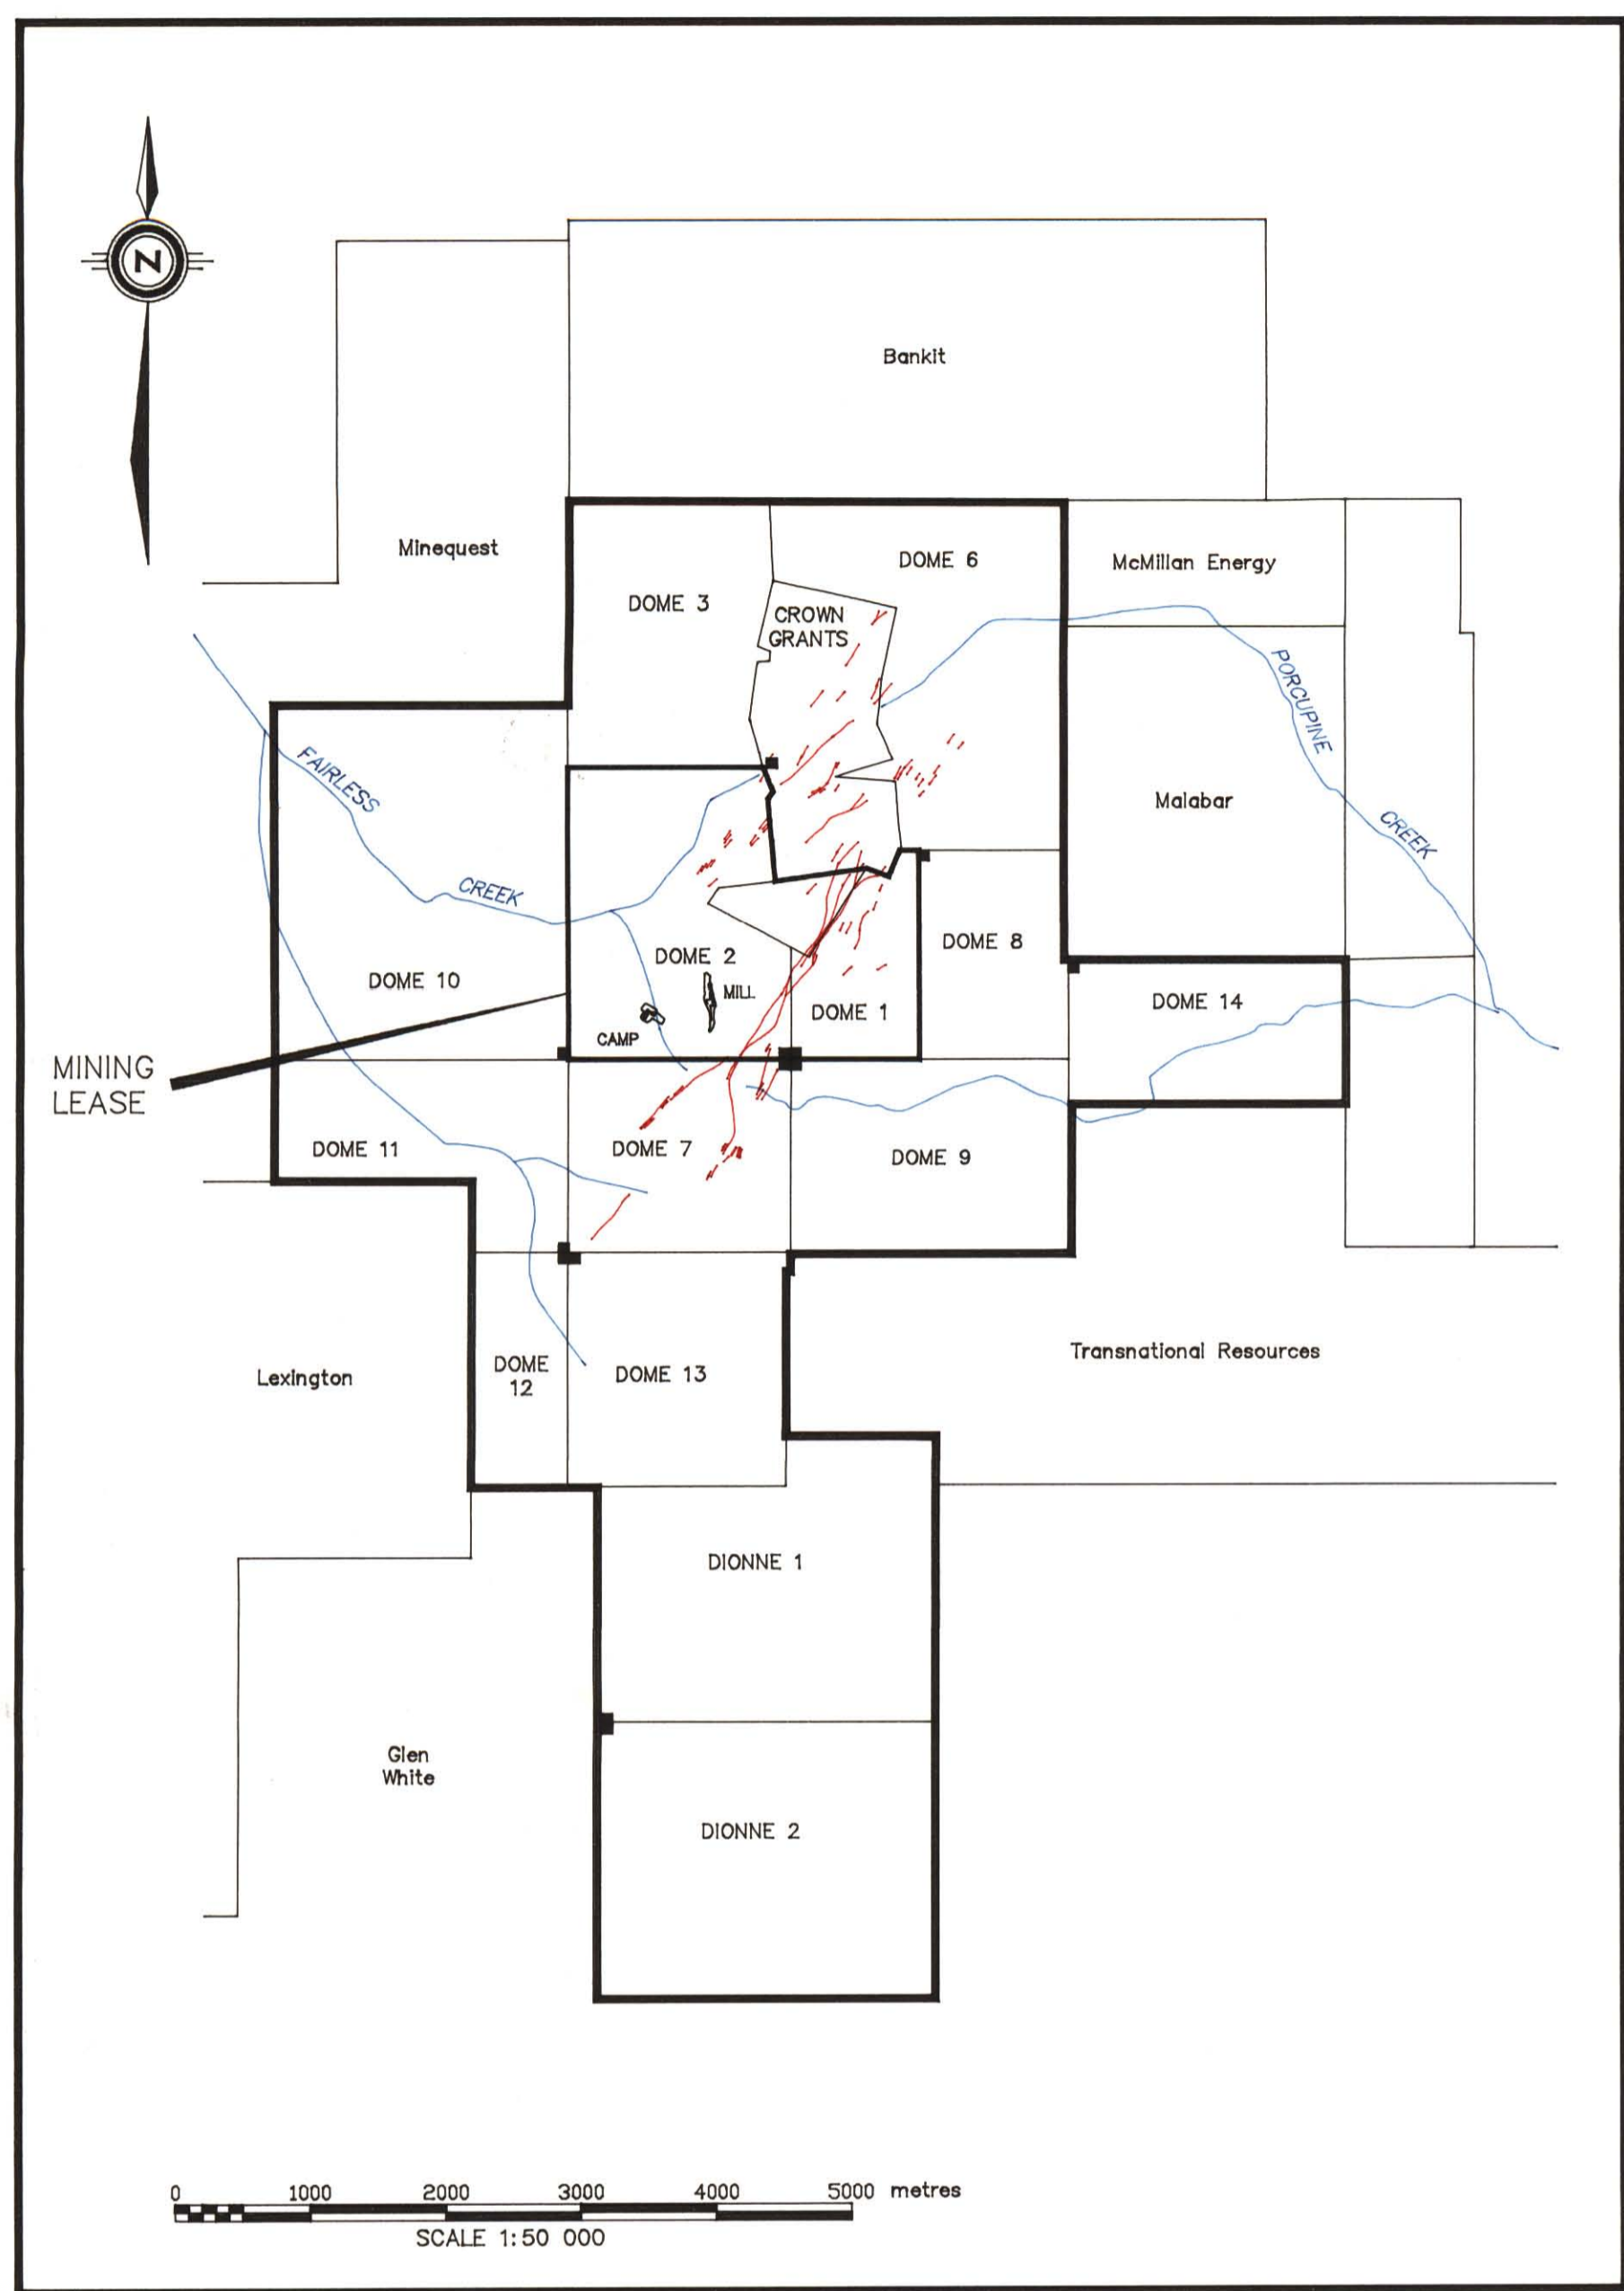 N
Bankit
Minequest
DOME 6
McMillan Energy
DOME 3
CROWN
GRANTS
PORCUPINE
CREEK
FAIRLESS
CREEK
Malabar
DOME 8
DOME 2
DOME 10
MILL
DOME 14
DOME 1
CAMP
MINING
LEASE
DOME 11
DOME 7
DOME 9
Transnational Resources
DOME
12
DOME 13
Lexington
DIONNE 1
Glen
White
DIONNE 2
0 1000 2000 3000 4000 5000 metres
SCALE 1:50 000